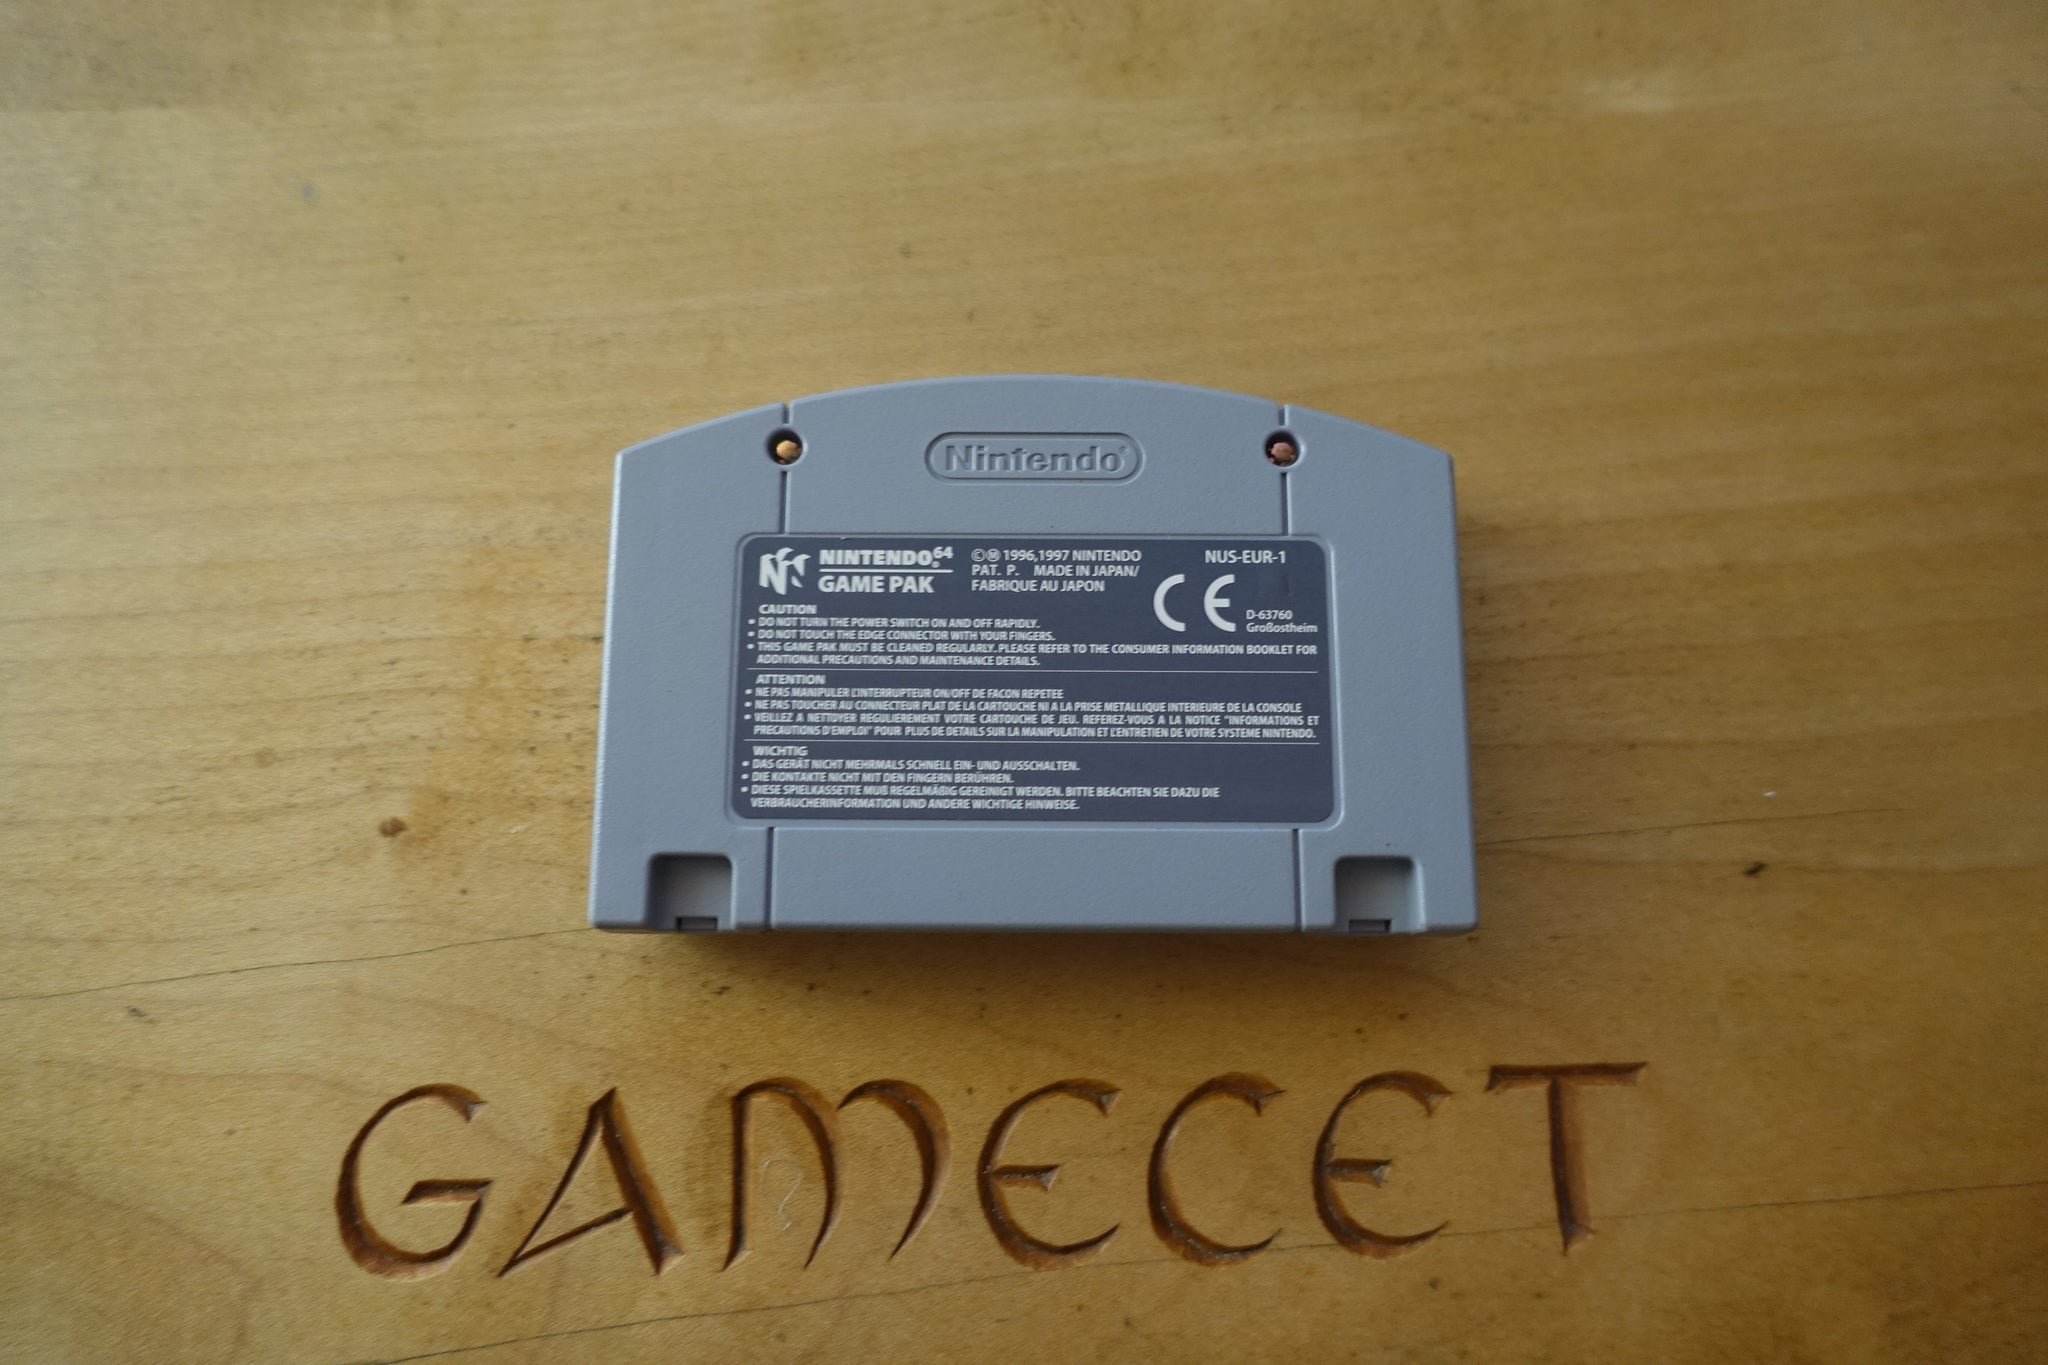 Nintendo®
NINTENDO⁶⁴®
GAME PAK
©Ⓜ 1996,1997 NINTENDO
PAT. P. MADE IN JAPAN/
FABRIQUE AU JAPON
NUS-EUR-1
CE
D-63760
Großostheim
CAUTION
• DO NOT TURN THE POWER SWITCH ON AND OFF RAPIDLY.
• DO NOT TOUCH THE EDGE CONNECTOR WITH YOUR FINGERS.
• THIS GAME PAK MUST BE CLEANED REGULARLY. PLEASE REFER TO THE CONSUMER INFORMATION BOOKLET FOR
ADDITIONAL PRECAUTIONS AND MAINTENANCE DETAILS.
ATTENTION
• NE PAS MANIPULER L'INTERRUPTEUR ON/OFF DE FACON REPETEE
• NE PAS TOUCHER AU CONNECTEUR PLAT DE LA CARTOUCHE NI A LA PRISE METALLIQUE INTERIEURE DE LA CONSOLE
• VEILLEZ A NETTOYER REGULIEREMENT VOTRE CARTOUCHE DE JEU. REFEREZ-VOUS A LA NOTICE "INFORMATIONS ET
PRECAUTIONS D'EMPLOI" POUR PLUS DE DETAILS SUR LA MANIPULATION ET L'ENTRETIEN DE VOTRE SYSTEME NINTENDO.
WICHTIG
• DAS GERÄT NICHT MEHRMALS SCHNELL EIN- UND AUSSCHALTEN.
• DIE KONTAKTE NICHT MIT DEN FINGERN BERÜHREN.
• DIESE SPIELKASSETTE MUß REGELMÄßIG GEREINIGT WERDEN. BITTE BEACHTEN SIE DAZU DIE
VERBRAUCHERINFORMATION UND ANDERE WICHTIGE HINWEISE.
GAMECET